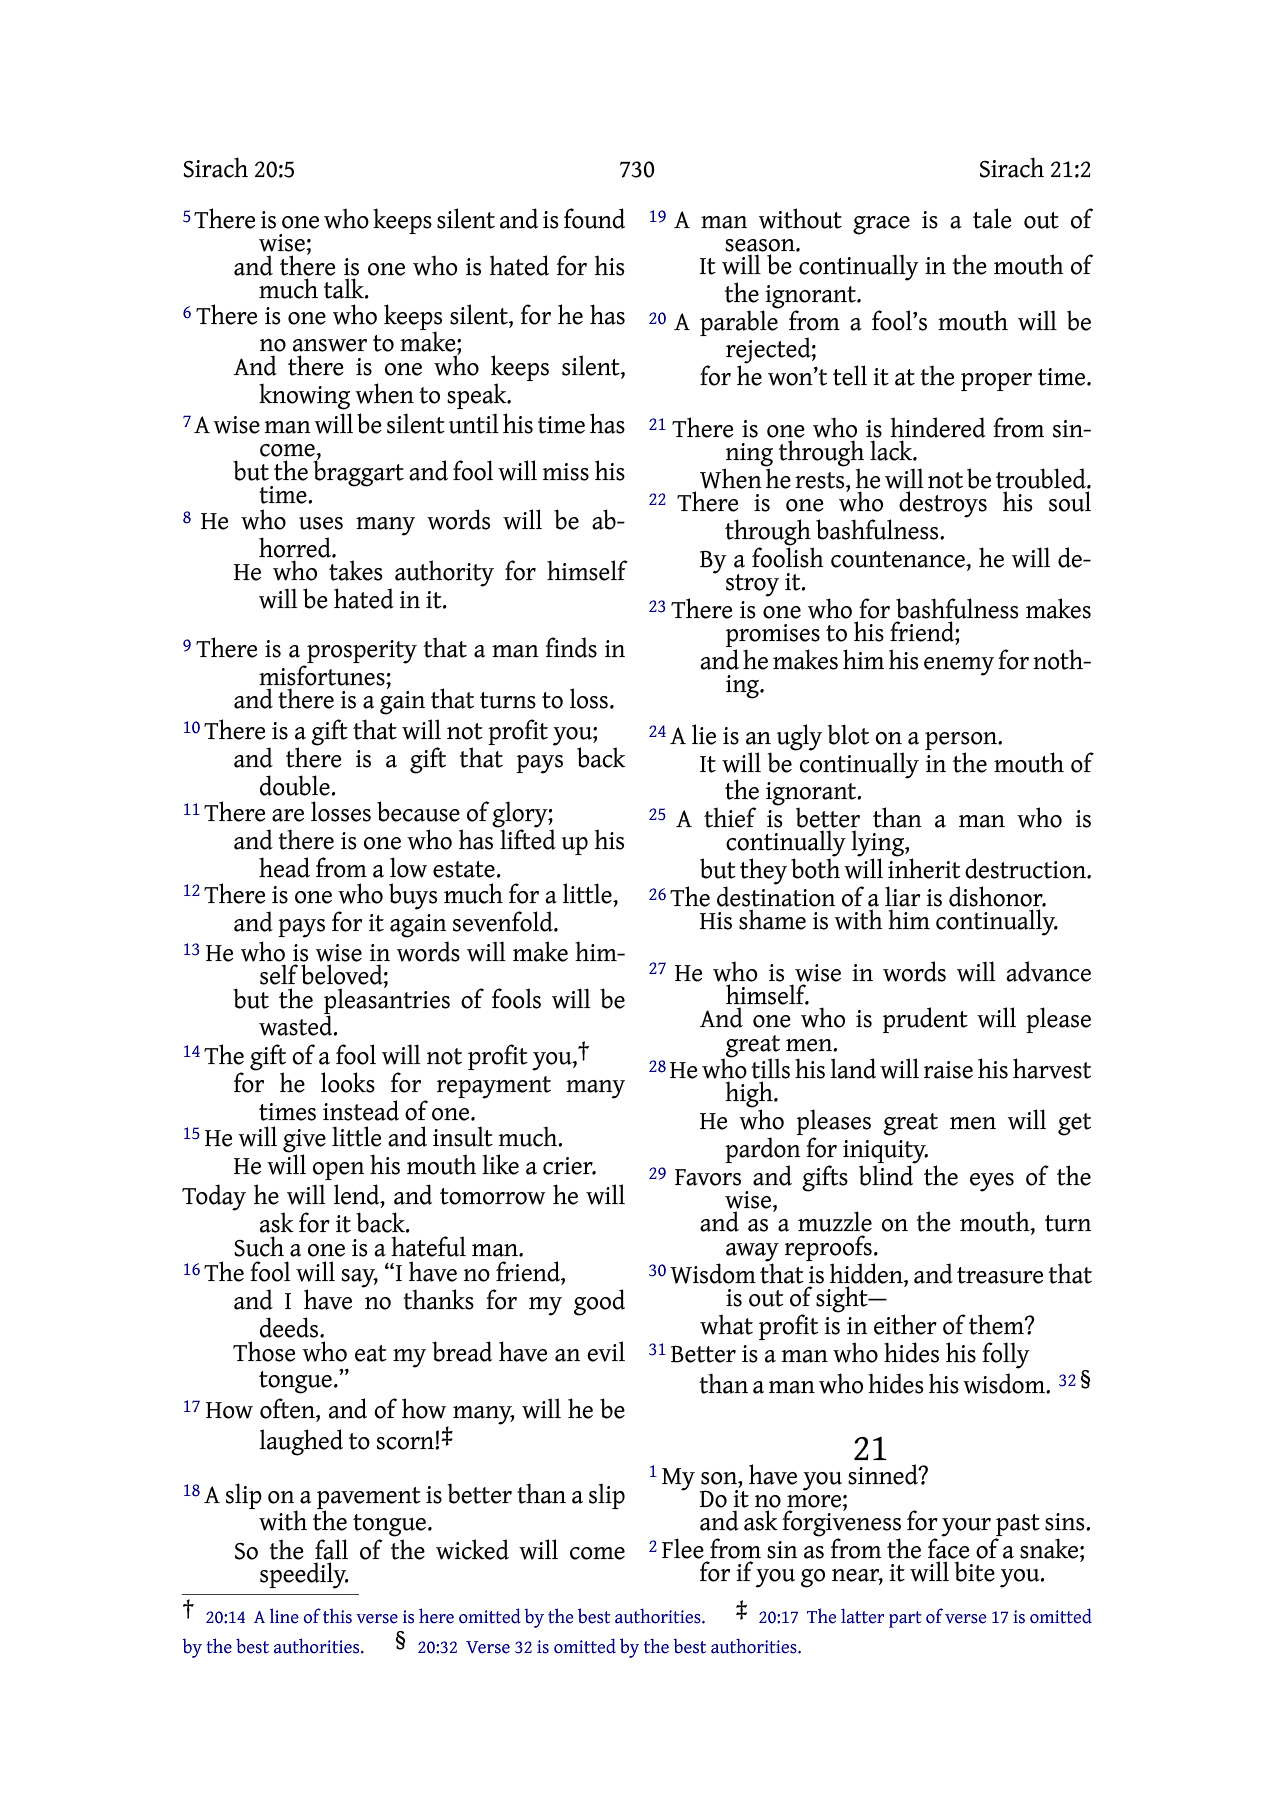 Sirach 20:5 730 Sirach 21:2
5 There is one who keeps silent and is found
wise;
and there is one who is hated for his
much talk.
6 There is one who keeps silent, for he has
no answer to make;
And there is one who keeps silent,
knowing when to speak.
7 A wise man will be silent until his time has
come,
but the braggart and fool will miss his
time.
8 He who uses many words will be ab-
horred.
He who takes authority for himself
will be hated in it.
9 There is a prosperity that a man finds in
misfortunes;
and there is a gain that turns to loss.
10 There is a gift that will not profit you;
and there is a gift that pays back
double.
11 There are losses because of glory;
and there is one who has lifted up his
head from a low estate.
12 There is one who buys much for a little,
and pays for it again sevenfold.
13 He who is wise in words will make him-
self beloved;
but the pleasantries of fools will be
wasted.
14 The gift of a fool will not profit you,†
for he looks for repayment many
times instead of one.
15 He will give little and insult much.
He will open his mouth like a crier.
Today he will lend, and tomorrow he will
ask for it back.
Such a one is a hateful man.
16 The fool will say, “I have no friend,
and I have no thanks for my good
deeds.
Those who eat my bread have an evil
tongue.”
17 How often, and of how many, will he be
laughed to scorn!‡
18 A slip on a pavement is better than a slip
with the tongue.
So the fall of the wicked will come
speedily.
19 A man without grace is a tale out of
season.
It will be continually in the mouth of
the ignorant.
20 A parable from a fool’s mouth will be
rejected;
for he won’t tell it at the proper time.
21 There is one who is hindered from sin-
ning through lack.
When he rests, he will not be troubled.
22 There is one who destroys his soul
through bashfulness.
By a foolish countenance, he will de-
stroy it.
23 There is one who for bashfulness makes
promises to his friend;
and he makes him his enemy for noth-
ing.
24 A lie is an ugly blot on a person.
It will be continually in the mouth of
the ignorant.
25 A thief is better than a man who is
continually lying,
but they both will inherit destruction.
26 The destination of a liar is dishonor.
His shame is with him continually.
27 He who is wise in words will advance
himself.
And one who is prudent will please
great men.
28 He who tills his land will raise his harvest
high.
He who pleases great men will get
pardon for iniquity.
29 Favors and gifts blind the eyes of the
wise,
and as a muzzle on the mouth, turn
away reproofs.
30 Wisdom that is hidden, and treasure that
is out of sight—
what profit is in either of them?
31 Better is a man who hides his folly
than a man who hides his wisdom. 32 §
21
1 My son, have you sinned?
Do it no more;
and ask forgiveness for your past sins.
2 Flee from sin as from the face of a snake;
for if you go near, it will bite you.
† 20:14 A line of this verse is here omitted by the best authorities. ‡ 20:17 The latter part of verse 17 is omitted
by the best authorities. § 20:32 Verse 32 is omitted by the best authorities.